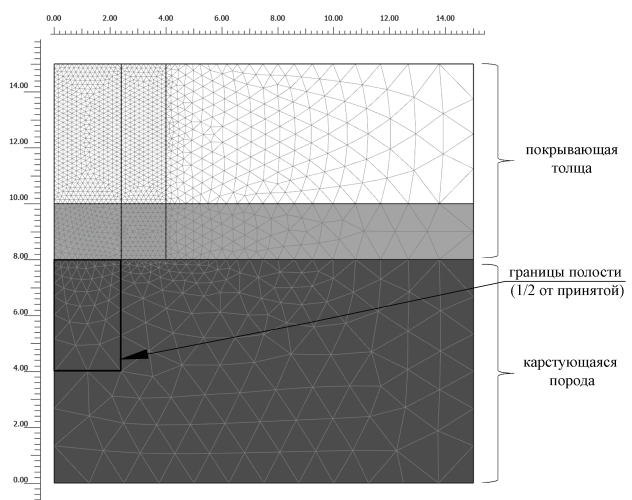 0.00 2.00 4.00 6.00 8.00 10.00 12.00 14.00
14.00
12.00
10.00
8.00
6.00
4.00
2.00
0.00
покрывающая
толща
границы полости
(1/2 от принятой)
карстующаяся
порода